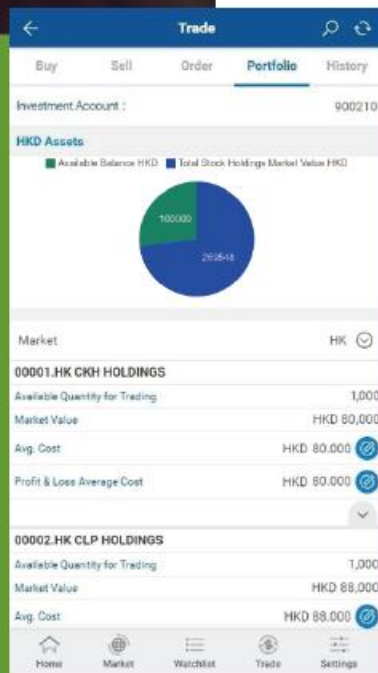 Trade
Buy Sell Order Portfolio History
Investment Account : 900210
HKD Assets
Available Balance HKD Total Stock Holdings Market Value HKD
100000
269548
Market HK
00001.HK CKH HOLDINGS
Available Quantity for Trading 1,000
Market Value HKD 80,000
Avg. Cost HKD 80.000
Profit & Loss Average Cost HKD 80.000
00002.HK CLP HOLDINGS
Available Quantity for Trading 1,000
Market Value HKD 88,000
Avg. Cost HKD 88.000
Home Market Watchlist Trade Settings